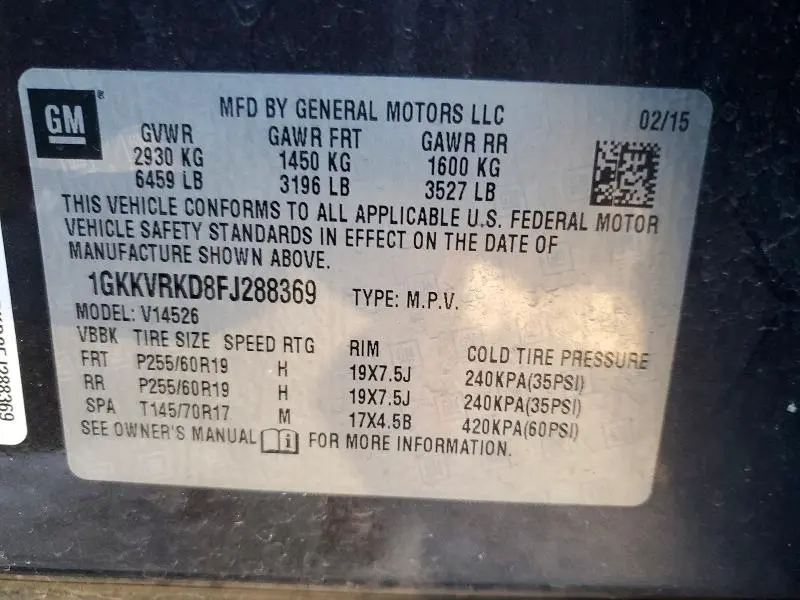 GM®
MFD BY GENERAL MOTORS LLC 02/15
GVWR GAWR FRT GAWR RR
2930 KG 1450 KG 1600 KG
6459 LB 3196 LB 3527 LB
THIS VEHICLE CONFORMS TO ALL APPLICABLE U.S. FEDERAL MOTOR
VEHICLE SAFETY STANDARDS IN EFFECT ON THE DATE OF
MANUFACTURE SHOWN ABOVE.
1GKKVRKD8FJ288369 TYPE: M.P.V.
MODEL: V14526
VBBK TIRE SIZE SPEED RTG RIM COLD TIRE PRESSURE
FRT P255/60R19 H 19X7.5J 240KPA(35PSI)
RR P255/60R19 H 19X7.5J 240KPA(35PSI)
SPA T145/70R17 M 17X4.5B 420KPA(60PSI)
SEE OWNER'S MANUAL i FOR MORE INFORMATION.
J288369